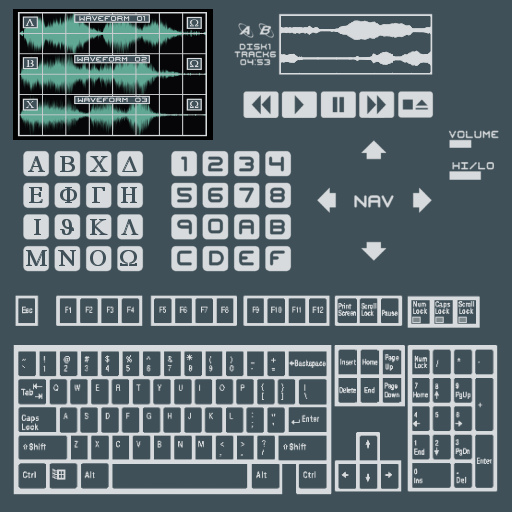 Λ WAVEFORM 01 Ω
B WAVEFORM 02 Ω
X WAVEFORM 03 Ω
A B
DISK1
TRACK6
04.53
VOLUME
HI/LO
Α Β Χ Δ
Ε Φ Γ Η
Ι ϑ Κ Λ
Μ Ν Ο Ω
1 2 3 4
5 6 7 8
9 0 A B
C D E F
NAV
Esc F1 F2 F3 F4 F5 F6 F7 F8 F9 F10 F11 F12 Print Screen Scroll Lock Pause Num Lock Caps Lock Scroll Lock
~ ` ! 1 @ 2 # 3 $ 4 % 5 ^ 6 & 7 * 8 ( 9 ) 0 _ - + = ←Backspace Insert Home Page Up Num Lock / * -
Tab Q W E R T Y U I O P { [ } ] | \ Delete End Page Down 7 Home 8 9 PgUp +
Caps Lock A S D F G H J K L : ; " ' Enter 4 5 6
⇧Shift Z X C V B N M < , > . ? / ⇧Shift 1 End 2 3 PgDn Enter
Ctrl Alt Alt Ctrl 0 Ins . Del